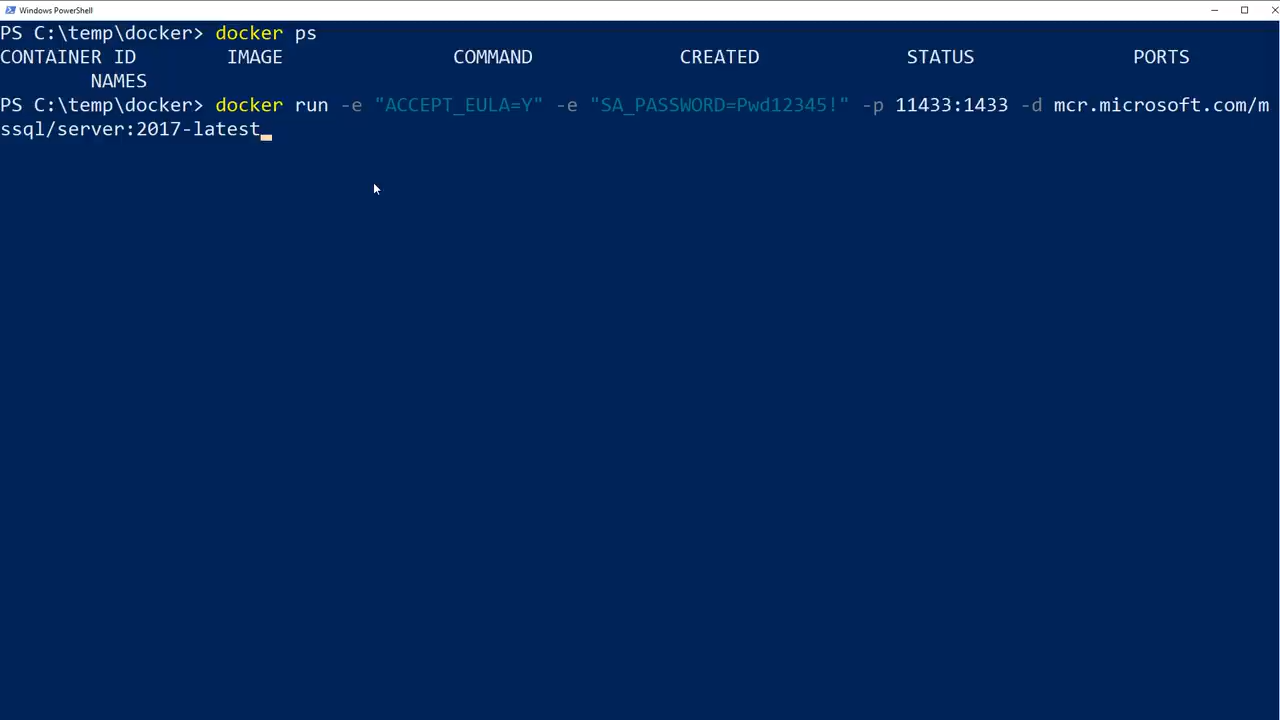 Windows PowerShell
PS C:\temp\docker> docker ps
CONTAINER ID        IMAGE               COMMAND             CREATED             STATUS              PORTS
        NAMES
PS C:\temp\docker> docker run -e "ACCEPT_EULA=Y" -e "SA_PASSWORD=Pwd12345!" -p 11433:1433 -d mcr.microsoft.com/m
ssql/server:2017-latest